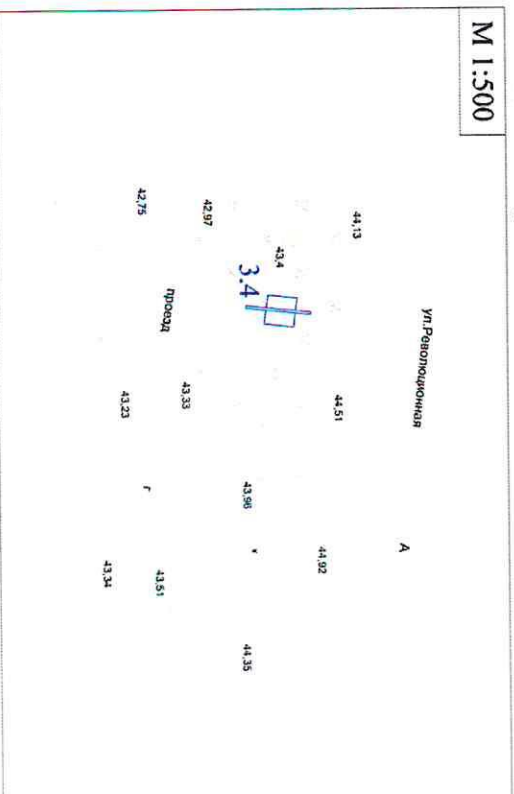 М 1:500
ул.Революционная
А
44,13
44,51
44,92
43,4
3.4
43,96
к
44,35
42,97
43,33
проезд
42,75
43,23
г
43,51
43,34